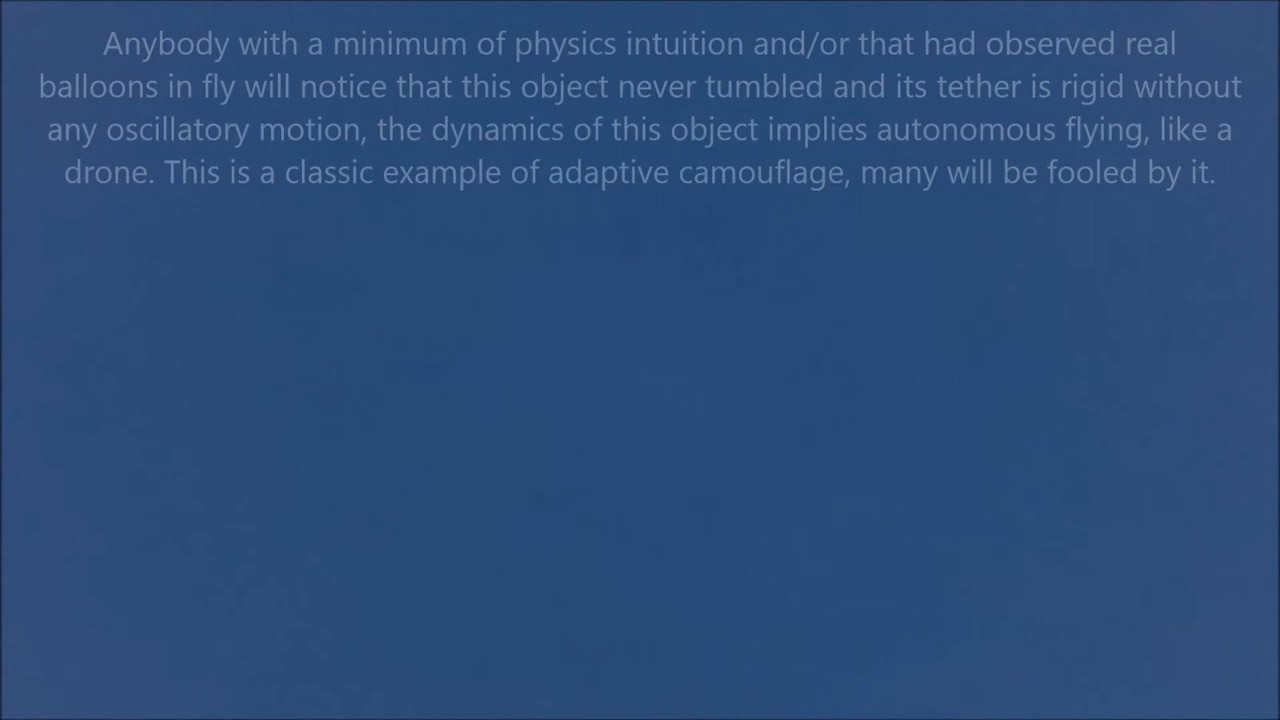 Anybody with a minimum of physics intuition and/or that had observed real
balloons in fly will notice that this object never tumbled and its tether is rigid without
any oscillatory motion, the dynamics of this object implies autonomous flying, like a
drone. This is a classic example of adaptive camouflage, many will be fooled by it.